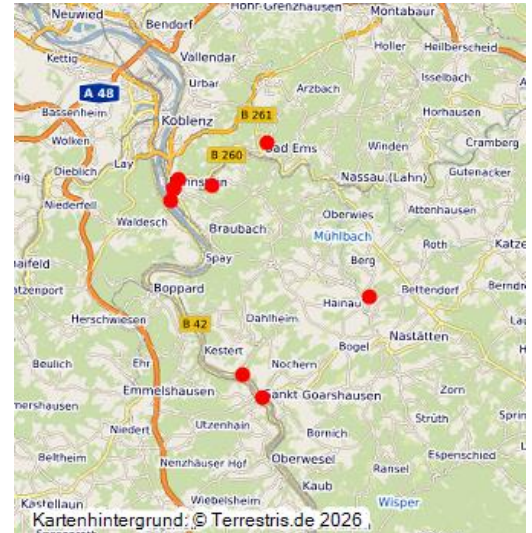 Neuwied
Bendorf
Höhr-Grenzhausen
Montabaur
Kettig
Vallendar
Holler
Heilberscheid
Urbar
Isselbach
A 48
Arzbach
Bassenheim
Koblenz
B 261
Horhausen
Wolken
Cramberg
Lay
B 260
Bad Ems
Winden
Dieblich
Gutenacker
Nassau (Lahn)
Niederfell
Waldesch
Oberwies
Attenhausen
Braubach
Mühlbach
Roth
Spay
Berg
Boppard
Bettendorf
Hainau
Herschwiesen
B 42
Dahlheim
Nastätten
Kestert
Bogel
Beulich
Ehr
Nochern
Emmelshausen
Sankt Goarshausen
Zorn
Utzenhain
Struth
Niedert
Bornich
Beltheim
Nenzhäuser Hof
Oberwesel
Espenschied
Ransel
Kaub
Kastellaun
Wiebelsheim
Wisper
Kartenhintergrund: © Terrestris.de 2026